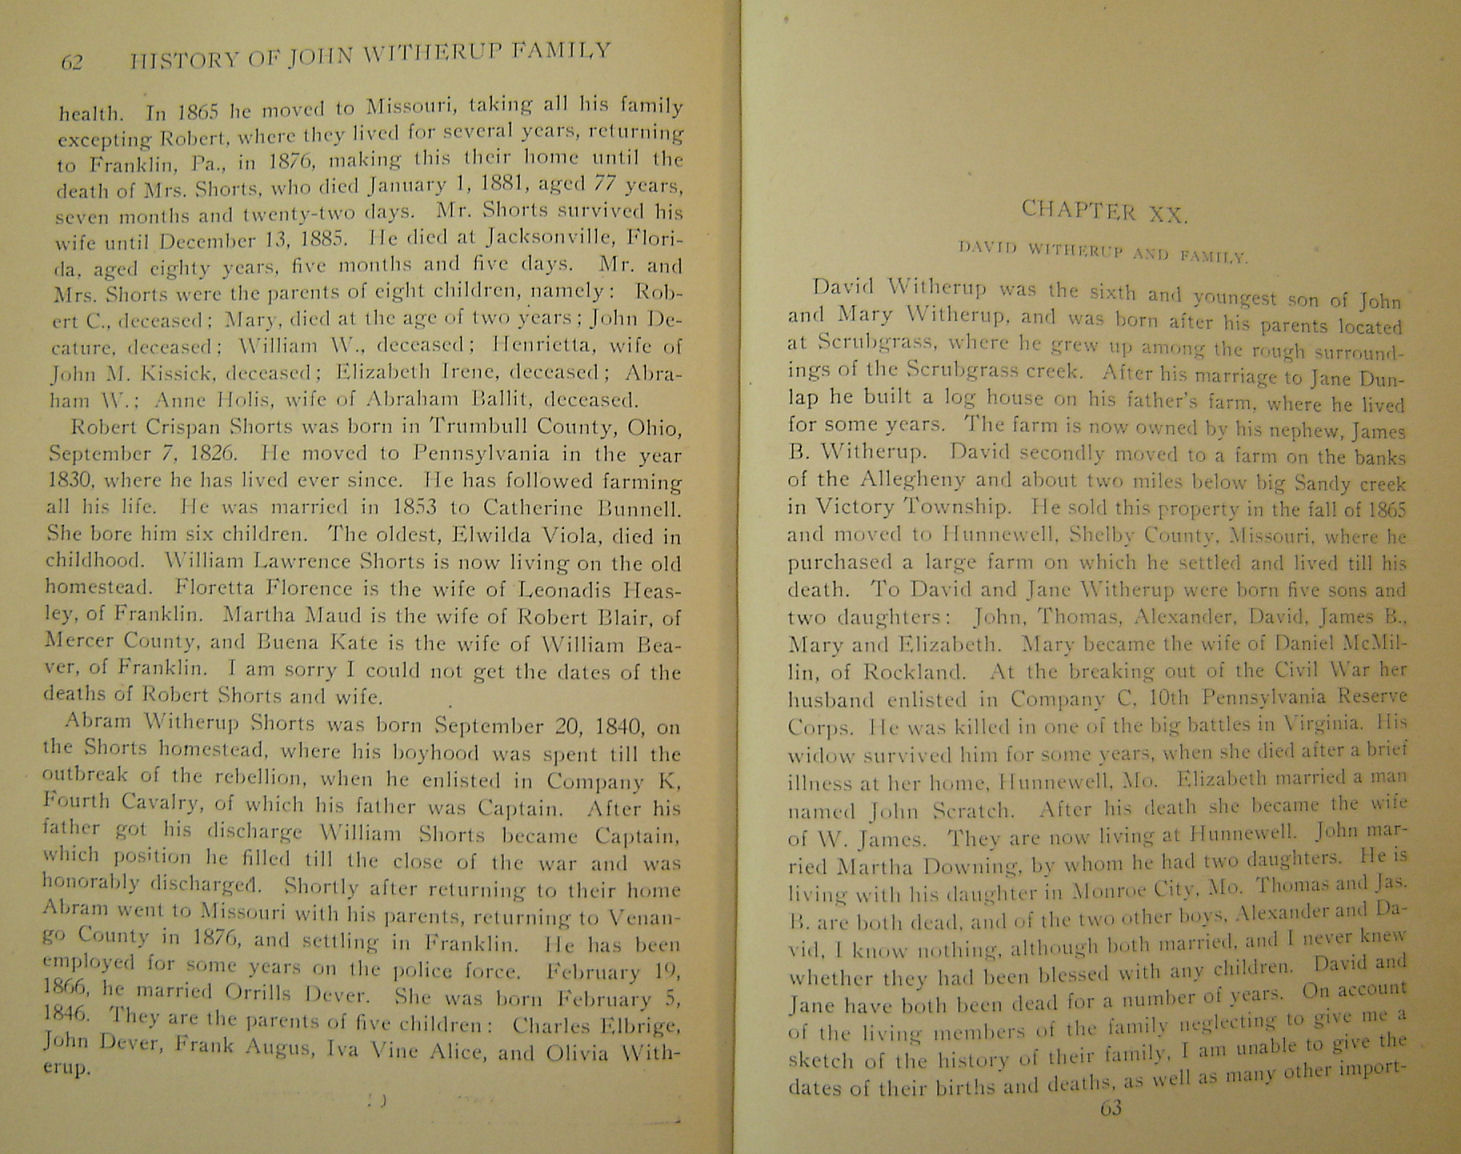 62 HISTORY OF JOHN WITHERUP FAMILY
health. In 1865 he moved to Missouri, taking all his family
excepting Robert, where they lived for several years, returning
to Franklin, Pa., in 1876, making this their home until the
death of Mrs. Shorts, who died January 1, 1881, aged 77 years,
seven months and twenty-two days. Mr. Shorts survived his
wife until December 13, 1885. He died at Jacksonville, Flori-
da, aged eighty years, five months and five days. Mr. and
Mrs. Shorts were the parents of eight children, namely: Rob-
ert C., deceased; Mary, died at the age of two years; John De-
cature, deceased; William W., deceased; Henrietta, wife of
John M. Kissick, deceased; Elizabeth Irene, deceased; Abra-
ham W.; Anne Holis, wife of Abraham Ballit, deceased.
Robert Crispan Shorts was born in Trumbull County, Ohio,
September 7, 1826. He moved to Pennsylvania in the year
1830, where he has lived ever since. He has followed farming
all his life. He was married in 1853 to Catherine Bunnell.
She bore him six children. The oldest, Elwilda Viola, died in
childhood. William Lawrence Shorts is now living on the old
homestead. Floretta Florence is the wife of Leonadis Heas-
ley, of Franklin. Martha Maud is the wife of Robert Blair, of
Mercer County, and Buena Kate is the wife of William Bea-
ver, of Franklin. I am sorry I could not get the dates of the
deaths of Robert Shorts and wife.
Abram Witherup Shorts was born September 20, 1840, on
the Shorts homestead, where his boyhood was spent till the
outbreak of the rebellion, when he enlisted in Company K,
Fourth Cavalry, of which his father was Captain. After his
father got his discharge William Shorts became Captain,
which position he filled till the close of the war and was
honorably discharged. Shortly after returning to their home
Abram went to Missouri with his parents, returning to Venan-
go County in 1876, and settling in Franklin. He has been
employed for some years on the police force. February 19,
1866, he married Orrills Dever. She was born February 5,
1846. They are the parents of five children: Charles Elbrige,
John Dever, Frank Augus, Iva Vine Alice, and Olivia With-
erup.
CHAPTER XX.
DAVID WITHERUP AND FAMILY.
David Witherup was the sixth and youngest son of John
and Mary Witherup, and was born after his parents located
at Scrubgrass, where he grew up among the rough surround-
ings of the Scrubgrass creek. After his marriage to Jane Dun-
lap he built a log house on his father's farm, where he lived
for some years. The farm is now owned by his nephew, James
B. Witherup. David secondly moved to a farm on the banks
of the Allegheny and about two miles below big Sandy creek
in Victory Township. He sold this property in the fall of 1865
and moved to Hunnewell, Shelby County, Missouri, where he
purchased a large farm on which he settled and lived till his
death. To David and Jane Witherup were born five sons and
two daughters: John, Thomas, Alexander, David, James B.,
Mary and Elizabeth. Mary became the wife of Daniel McMil-
lin, of Rockland. At the breaking out of the Civil War her
husband enlisted in Company C, 10th Pennsylvania Reserve
Corps. He was killed in one of the big battles in Virginia. His
widow survived him for some years, when she died after a brief
illness at her home, Hunnewell, Mo. Elizabeth married a man
named John Scratch. After his death she became the wife
of W. James. They are now living at Hunnewell. John mar-
ried Martha Downing, by whom he had two daughters. He is
living with his daughter in Monroe City, Mo. Thomas and Jas.
B. are both dead, and of the two other boys, Alexander and Da-
vid, I know nothing, although both married, and I never knew
whether they had been blessed with any children. David and
Jane have both been dead for a number of years. On account
of the living members of the family neglecting to give me a
sketch of the history of their family, I am unable to give the
dates of their births and deaths, as well as many other import-
63